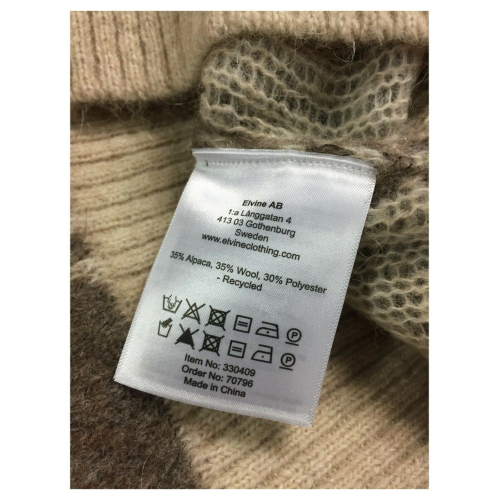 Elvine AB
1:a Långgatan 4
413 03 Gothenburg
Sweden
www.elvineclothing.com
35% Alpaca, 35% Wool, 30% Polyester
- Recycled
Item No: 330409
Order No: 70796
Made in China